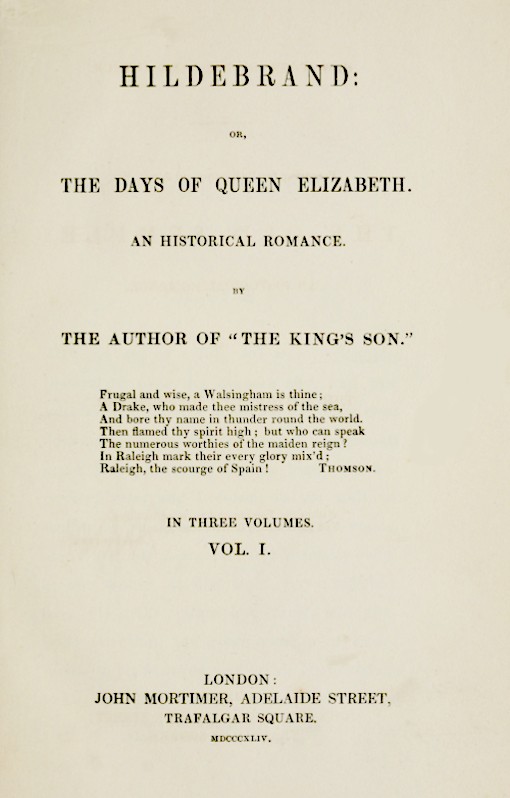 HILDEBRAND:
OR,
THE DAYS OF QUEEN ELIZABETH.
AN HISTORICAL ROMANCE.
BY
THE AUTHOR OF “THE KING'S SON.”
Frugal and wise, a Walsingham is thine;
A Drake, who made thee mistress of the sea,
And bore thy name in thunder round the world.
Then flamed thy spirit high; but who can speak
The numerous worthies of the maiden reign?
In Raleigh mark their every glory mix'd;
Raleigh, the scourge of Spain! THOMSON.
IN THREE VOLUMES.
VOL. I.
LONDON:
JOHN MORTIMER, ADELAIDE STREET,
TRAFALGAR SQUARE.
MDCCCXLIV.